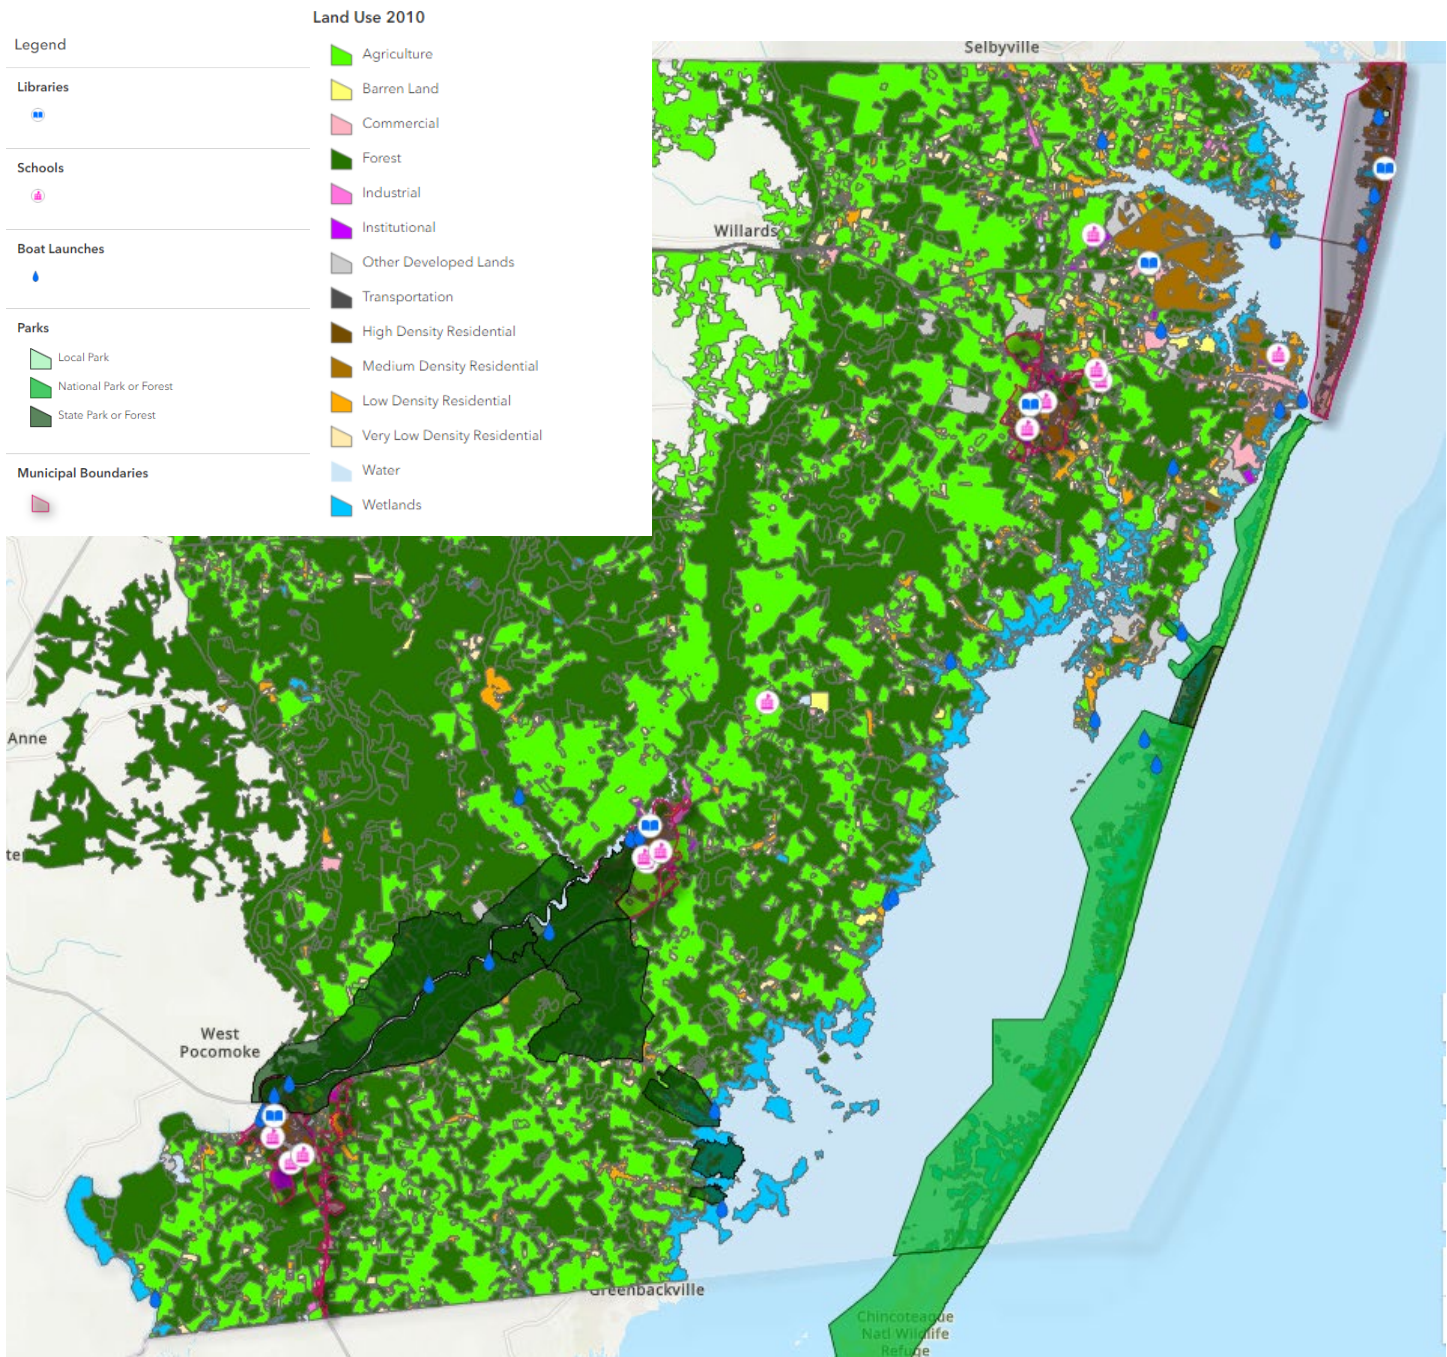 Land Use 2010
Legend
Libraries
Schools
Boat Launches
Parks
Local Park
National Park or Forest
State Park or Forest
Municipal Boundaries
Agriculture
Barren Land
Commercial
Forest
Industrial
Institutional
Other Developed Lands
Transportation
High Density Residential
Medium Density Residential
Low Density Residential
Very Low Density Residential
Water
Wetlands
Selbyville
Willards
Anne
te
West
Pocomoke
Greenbackville
Chincoteague
Natl Wildlife
Refuge